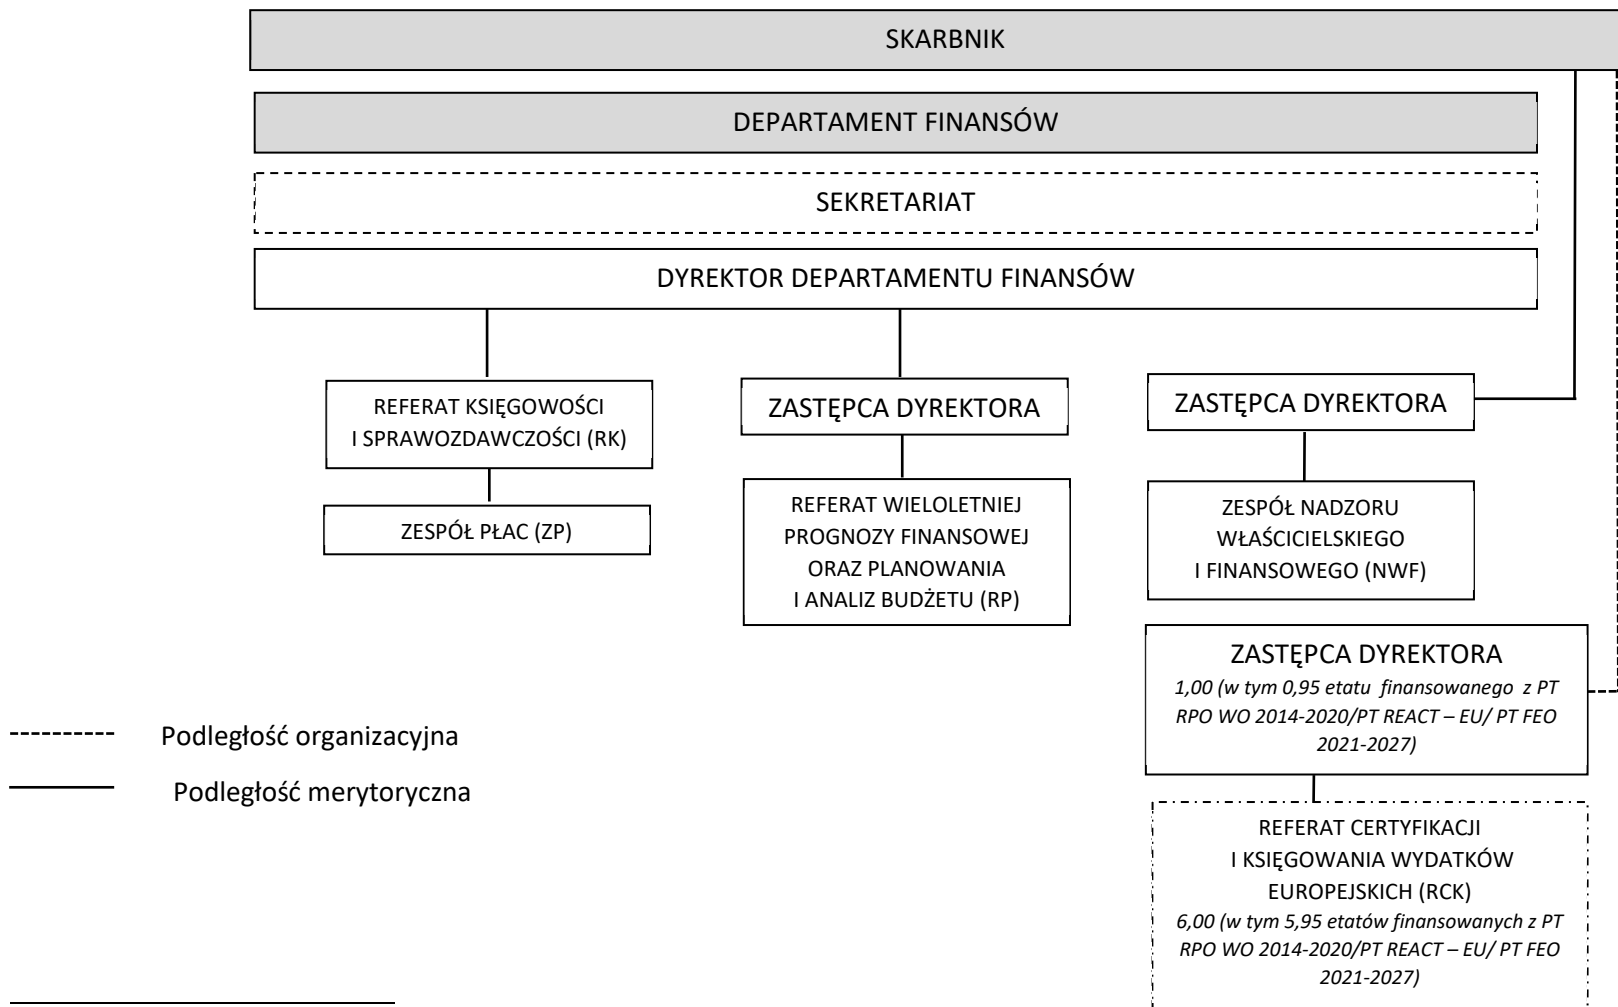 SKARBNIK
DEPARTAMENT FINANSÓW
SEKRETARIAT
DYREKTOR DEPARTAMENTU FINANSÓW
REFERAT KSIĘGOWOŚCI
I SPRAWOZDAWCZOŚCI (RK)
ZESPÓŁ PŁAC (ZP)
ZASTĘPCA DYREKTORA
REFERAT WIELOLETNIEJ
PROGNOZY FINANSOWEJ
ORAZ PLANOWANIA
I ANALIZ BUDŻETU (RP)
ZASTĘPCA DYREKTORA
ZESPÓŁ NADZORU
WŁAŚCICIELSKIEGO
I FINANSOWEGO (NWF)
ZASTĘPCA DYREKTORA
1,00 (w tym 0,95 etatu finansowanego z PT
RPO WO 2014-2020/PT REACT – EU/ PT FEO
2021-2027)
REFERAT CERTYFIKACJI
I KSIĘGOWANIA WYDATKÓW
EUROPEJSKICH (RCK)
6,00 (w tym 5,95 etatów finansowanych z PT
RPO WO 2014-2020/PT REACT – EU/ PT FEO
2021-2027)
Podległość organizacyjna
Podległość merytoryczna